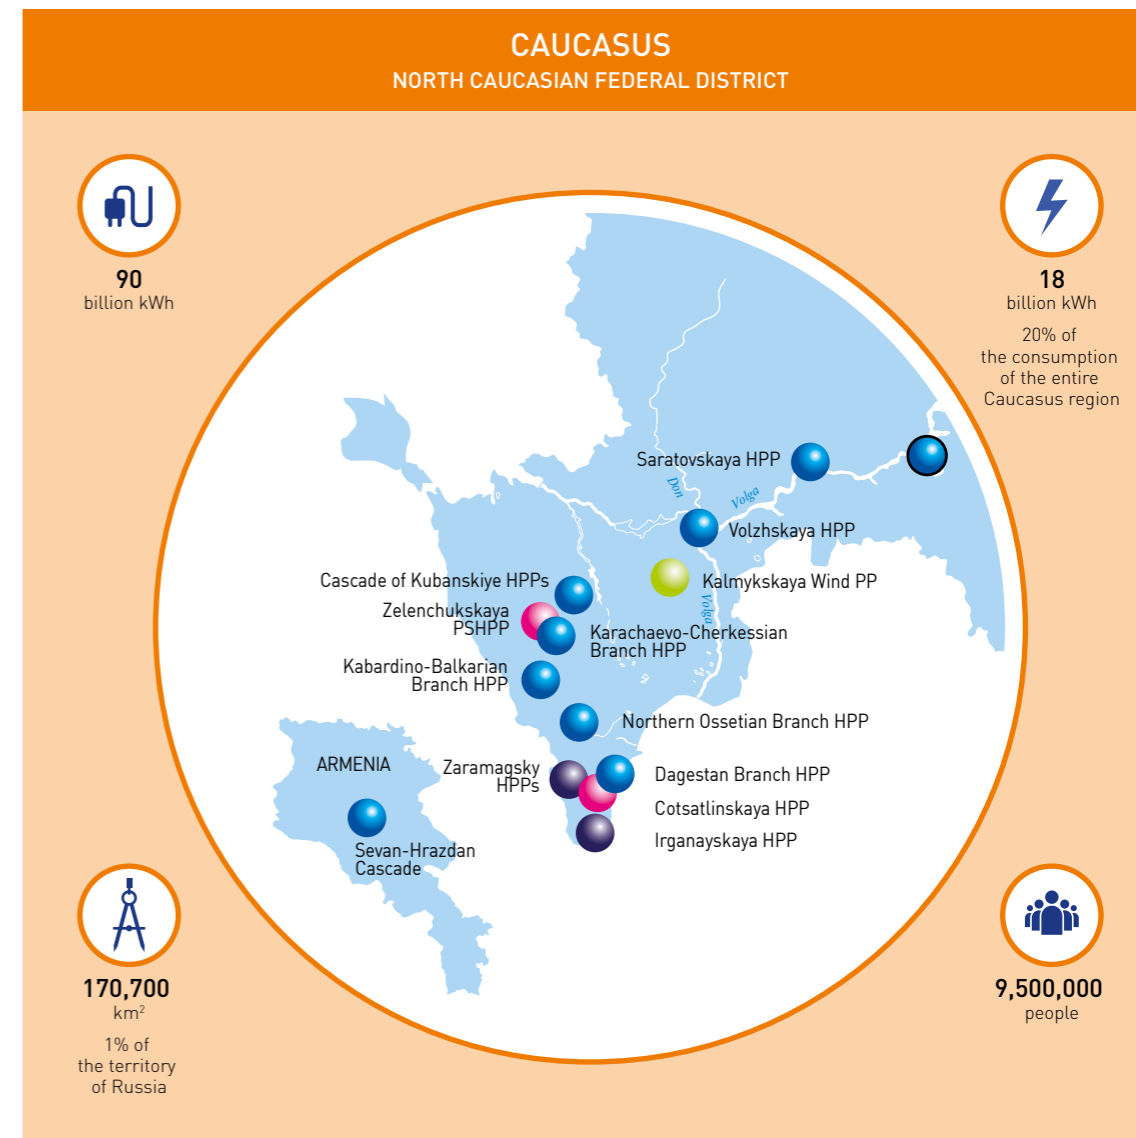 CAUCASUS
NORTH CAUCASIAN FEDERAL DISTRICT
90
billion kWh
18
billion kWh
20% of
the consumption
of the entire
Caucasus region
Saratovskaya HPP
Don
Volga
Volzhskaya HPP
Cascade of Kubanskiye HPPs
Kalmykskaya Wind PP
Volga
Zelenchukskaya
PSHPP
Karachaevo-Cherkessian
Branch HPP
Kabardino-Balkarian
Branch HPP
Northern Ossetian Branch HPP
ARMENIA
Zaramagsky
HPPs
Dagestan Branch HPP
Cotsatlinskaya HPP
Irganayskaya HPP
Sevan-Hrazdan
Cascade
170,700
km²
1% of
the territory
of Russia
9,500,000
people